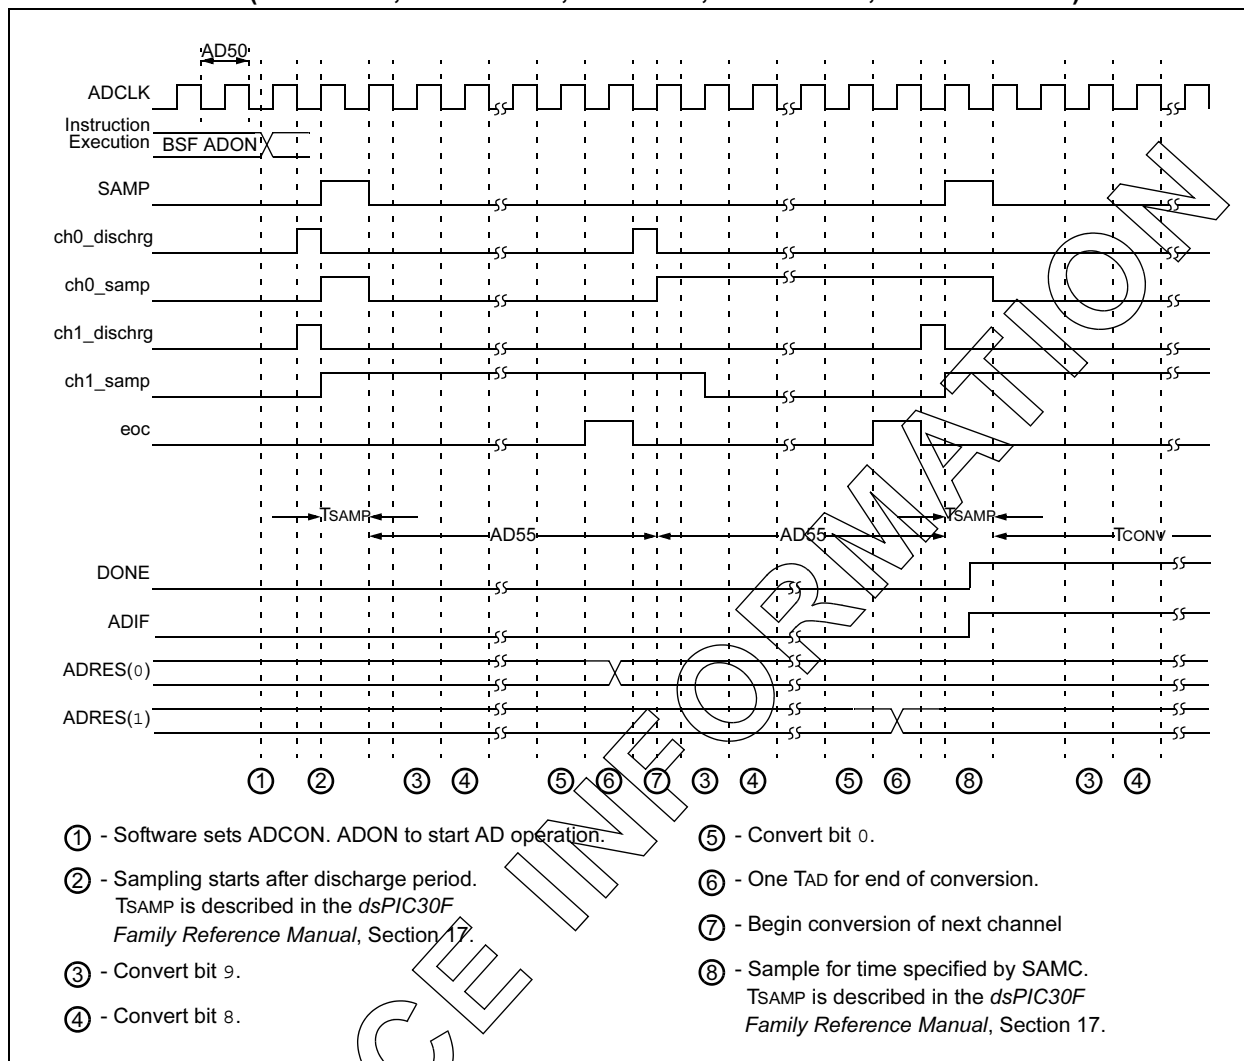 AD50
ADCLK
Instruction
Execution
BSF ADON
SAMP
ch0_dischrg
ch0_samp
ch1_dischrg
ch1_samp
eoc
TSAMP
TSAMP
AD55
AD55
TCONV
DONE
ADIF
ADRES(0)
ADRES(1)
1 2 3 4 5 6 7 3 4 5 6 8 3 4
1 - Software sets ADCON. ADON to start AD operation.
2 - Sampling starts after discharge period.
TSAMP is described in the dsPIC30F
Family Reference Manual, Section 17.
3 - Convert bit 9.
4 - Convert bit 8.
5 - Convert bit 0.
6 - One TAD for end of conversion.
7 - Begin conversion of next channel
8 - Sample for time specified by SAMC.
TSAMP is described in the dsPIC30F
Family Reference Manual, Section 17.
CE INFORMATION